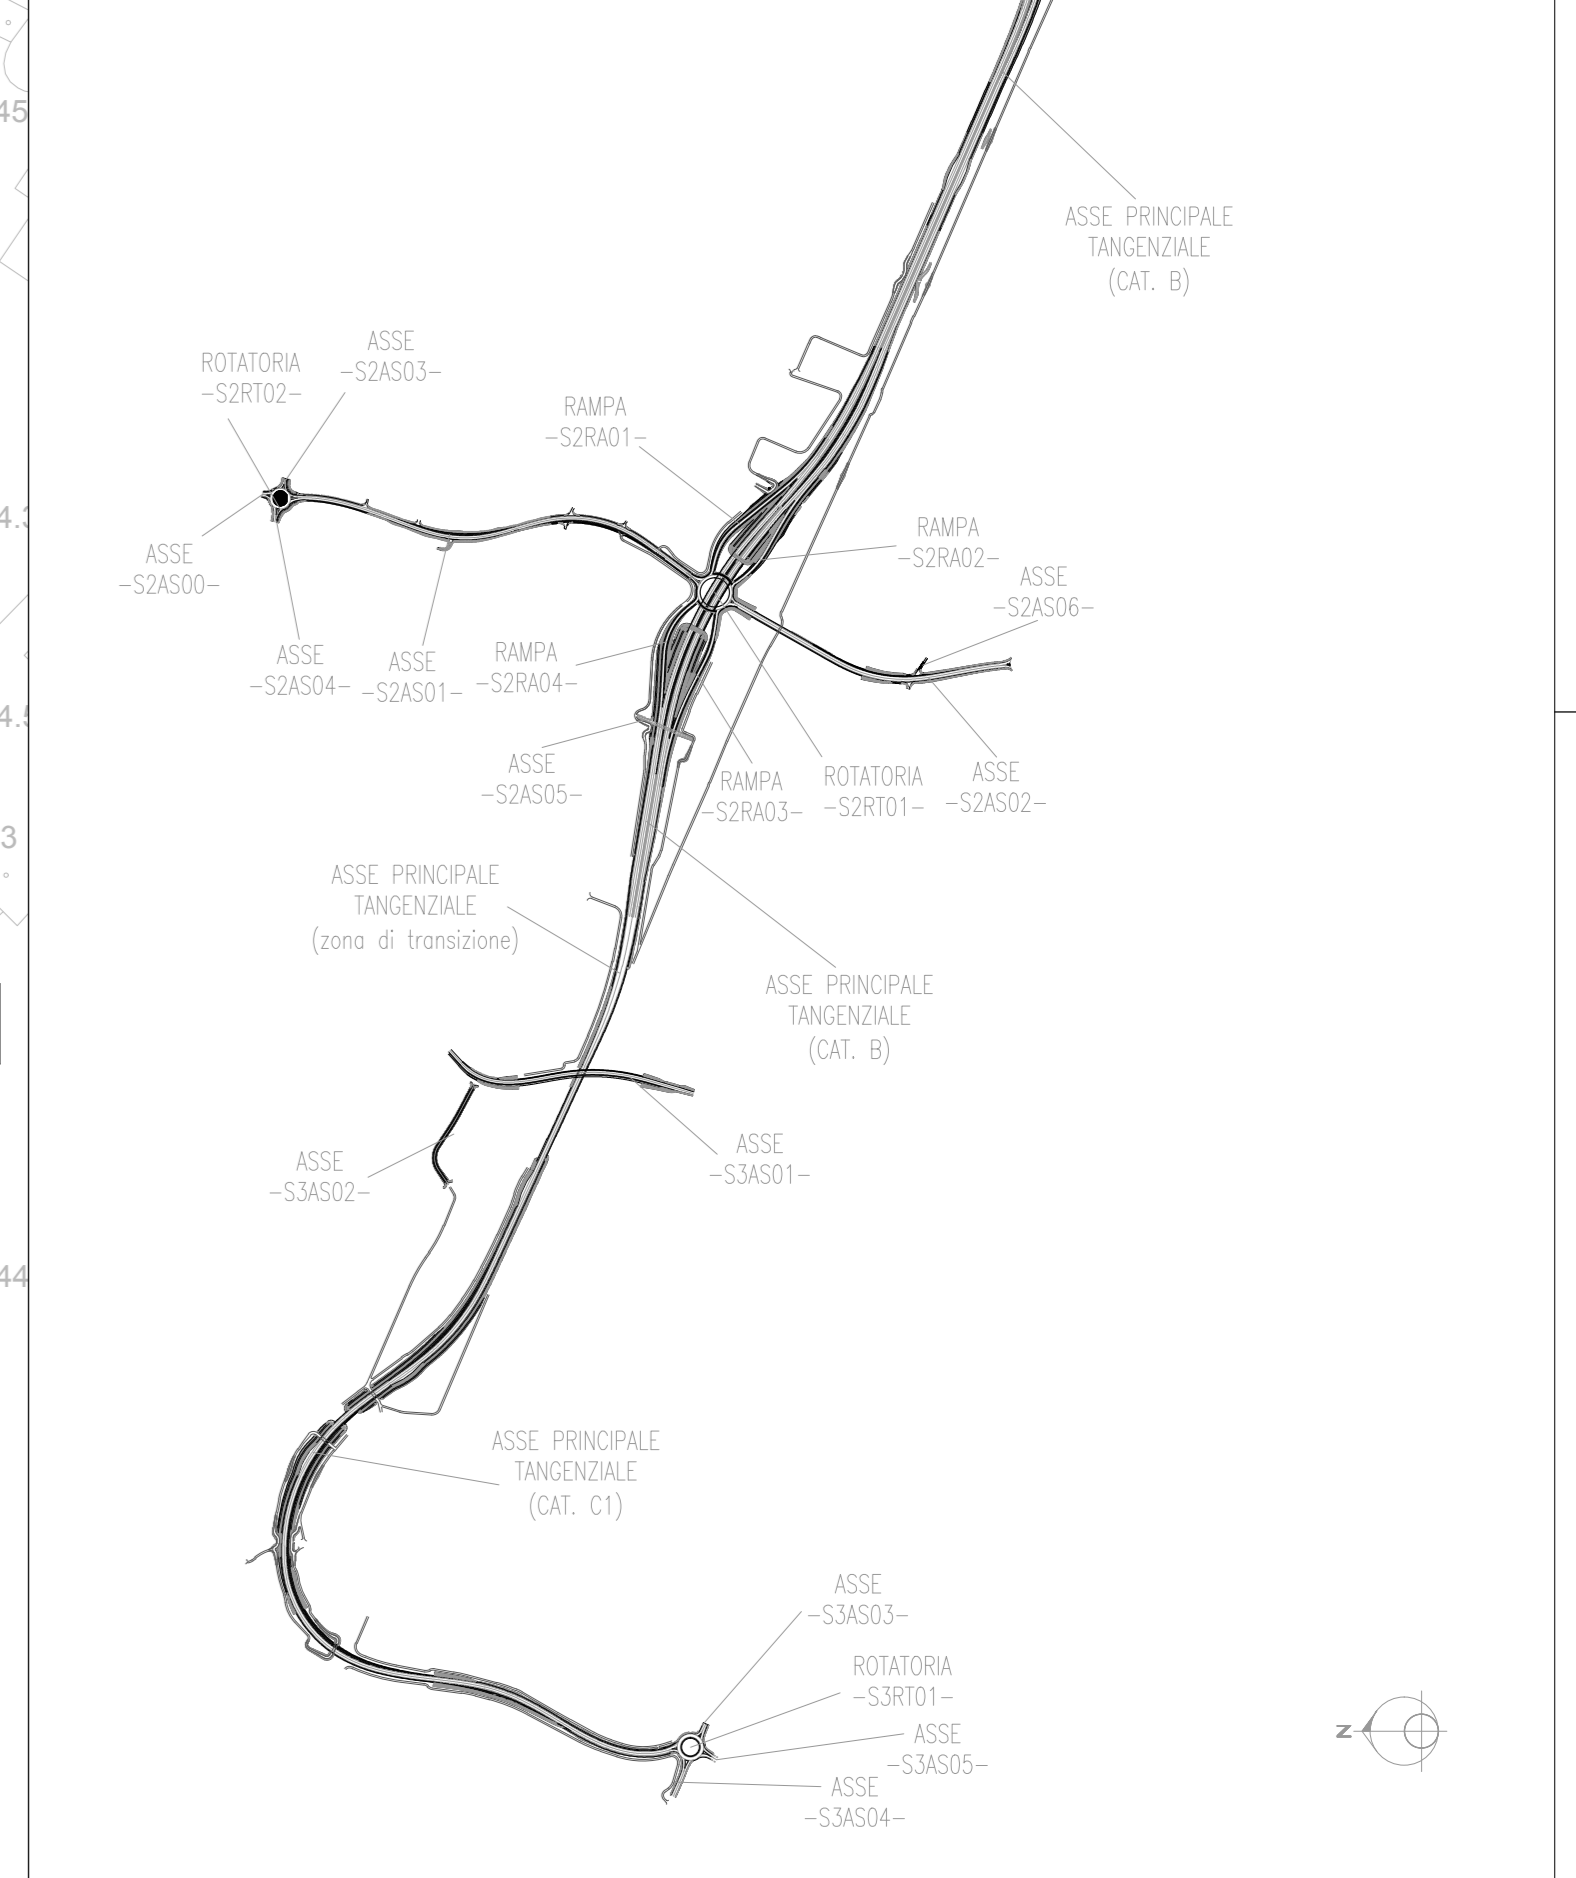 45
ASSE PRINCIPALE
TANGENZIALE
(CAT. B)
ASSE
-S2AS03-
ROTATORIA
-S2RT02-
RAMPA
-S2RA01-
RAMPA
-S2RA02-
ASSE
-S2AS00-
ASSE
-S2AS06-
ASSE
-S2AS04-
ASSE
-S2AS01-
RAMPA
-S2RA04-
ASSE
-S2AS05-
RAMPA
-S2RA03-
ROTATORIA
-S2RT01-
ASSE
-S2AS02-
3
ASSE PRINCIPALE
TANGENZIALE
(zona di transizione)
ASSE PRINCIPALE
TANGENZIALE
(CAT. B)
ASSE
-S3AS01-
ASSE
-S3AS02-
44
ASSE PRINCIPALE
TANGENZIALE
(CAT. C1)
ASSE
-S3AS03-
ROTATORIA
-S3RT01-
ASSE
-S3AS05-
ASSE
-S3AS04-
N